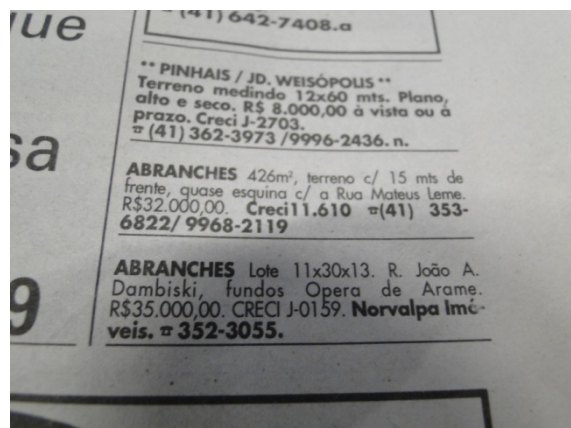 (41) 642-7408.a
** PINHAIS / JD. WEISÓPOLIS **
Terreno medindo 12x60 mts. Plano,
alto e seco. R$ 8.000,00 à vista ou á
prazo. Creci J-2703.
☎(41) 362-3973 /9996-2436. n.
ABRANCHES 426m², terreno c/ 15 mts de
frente, quase esquina c/ a Rua Mateus Leme.
R$32.000,00. Creci11.610 ☎(41) 353-
6822/ 9968-2119
ABRANCHES Lote 11x30x13. R. João A.
Dambiski, fundos Opera de Arame.
R$35.000,00. CRECI J-0159. Norvalpa Imó-
veis. ☎ 352-3055.
ue
sa
9